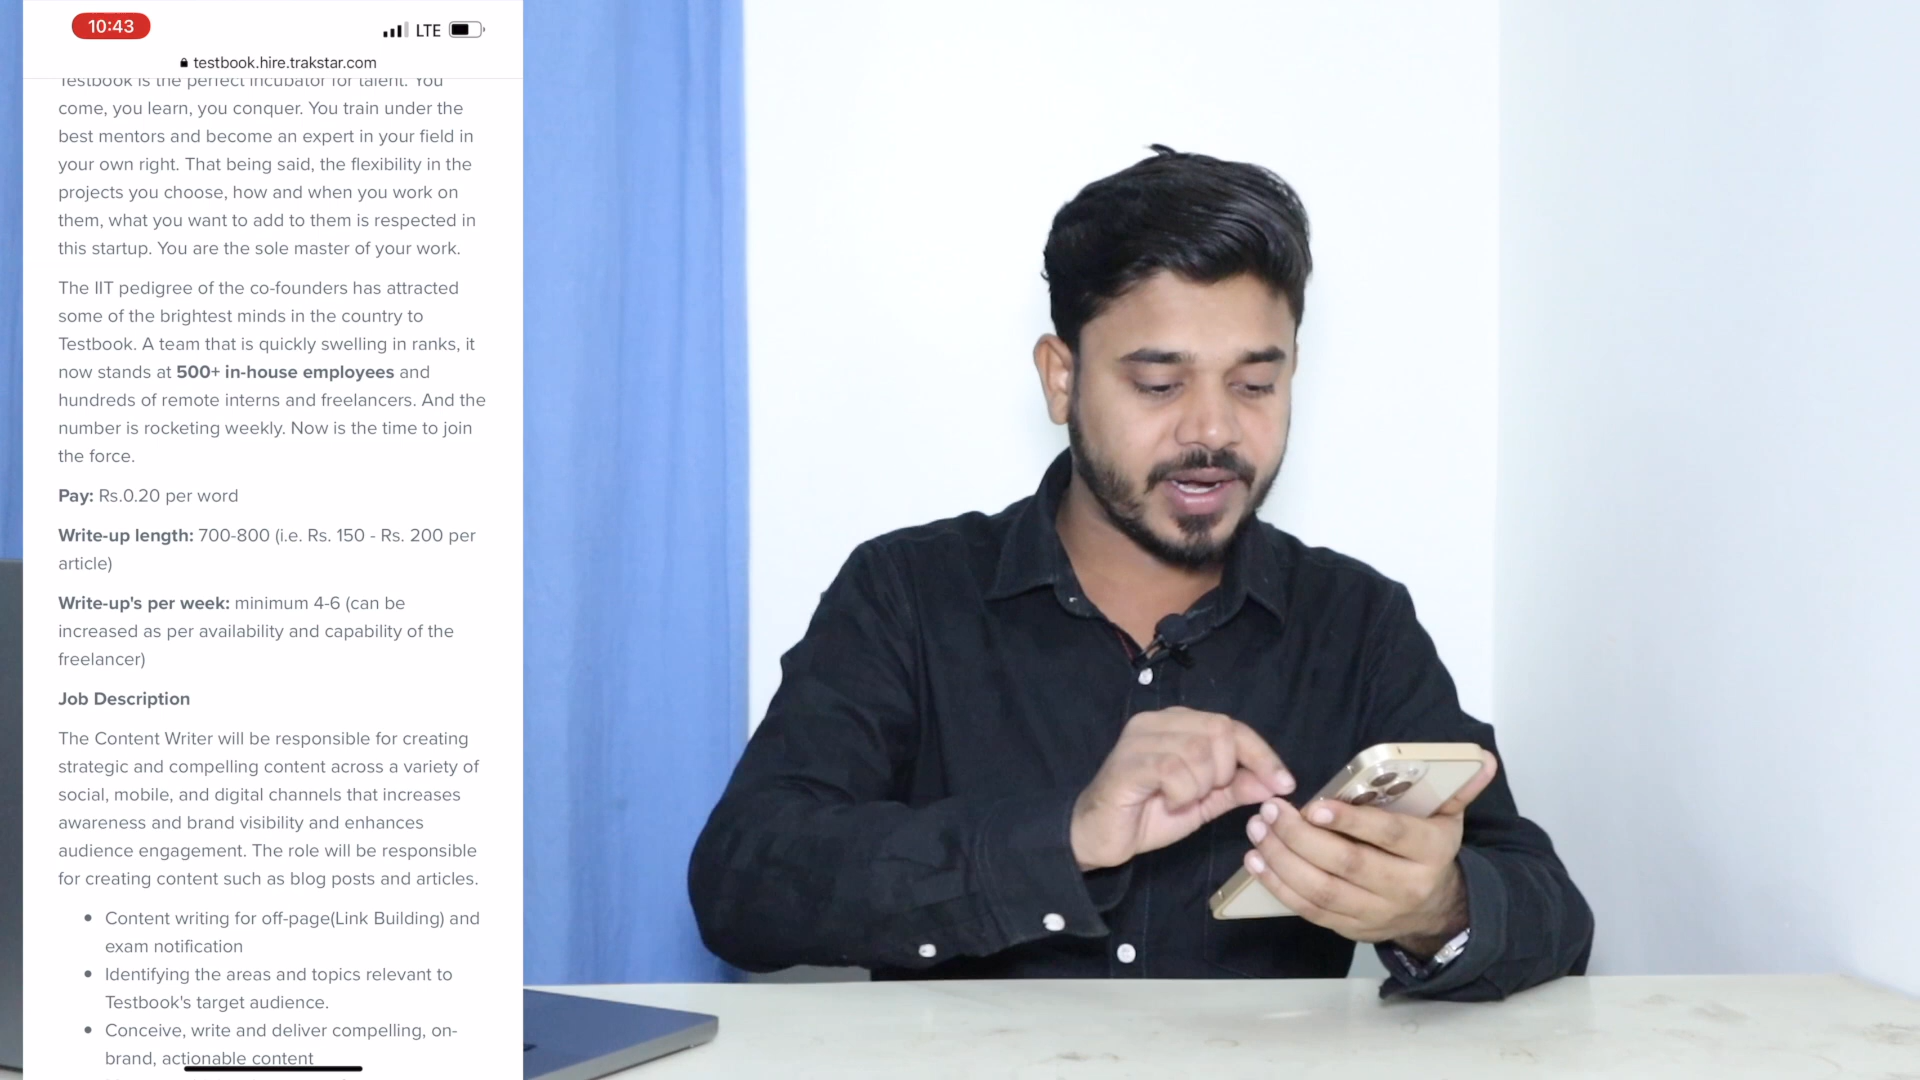 10:43
LTE
testbook.hire.trakstar.com
Testbook is the perfect incubator for talent. You
come, you learn, you conquer. You train under the
best mentors and become an expert in your field in
your own right. That being said, the flexibility in the
projects you choose, how and when you work on
them, what you want to add to them is respected in
this startup. You are the sole master of your work.
The IIT pedigree of the co-founders has attracted
some of the brightest minds in the country to
Testbook. A team that is quickly swelling in ranks, it
now stands at 500+ in-house employees and
hundreds of remote interns and freelancers. And the
number is rocketing weekly. Now is the time to join
the force.
Pay: Rs.0.20 per word
Write-up length: 700-800 (i.e. Rs. 150 - Rs. 200 per
article)
Write-up's per week: minimum 4-6 (can be
increased as per availability and capability of the
freelancer)
Job Description
The Content Writer will be responsible for creating
strategic and compelling content across a variety of
social, mobile, and digital channels that increases
awareness and brand visibility and enhances
audience engagement. The role will be responsible
for creating content such as blog posts and articles.
• Content writing for off-page(Link Building) and
exam notification
• Identifying the areas and topics relevant to
Testbook's target audience.
• Conceive, write and deliver compelling, on-
brand, actionable content